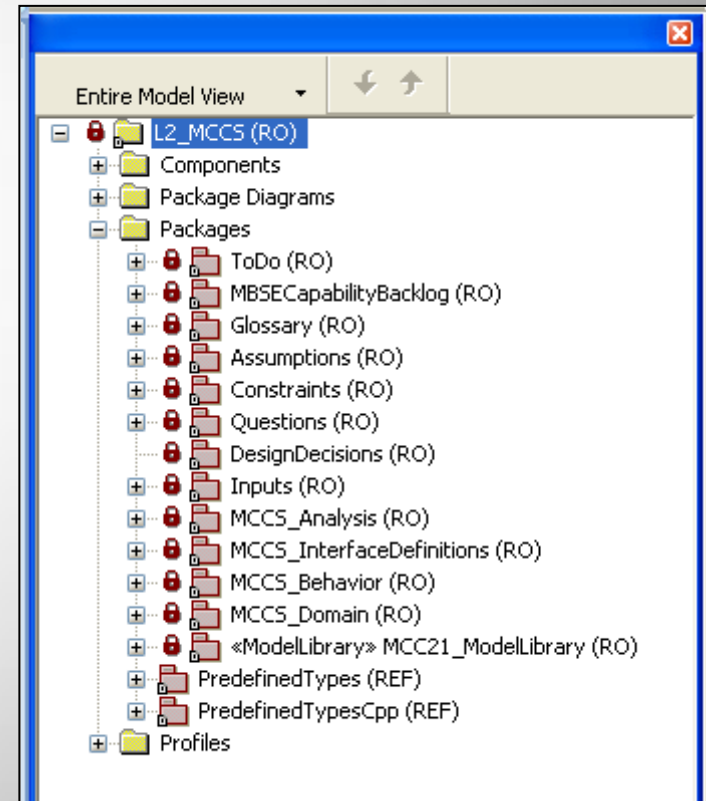 Entire Model View
L2_MCCS (RO)
Components
Package Diagrams
Packages
ToDo (RO)
MBSECapabilityBacklog (RO)
Glossary (RO)
Assumptions (RO)
Constraints (RO)
Questions (RO)
DesignDecisions (RO)
Inputs (RO)
MCCS_Analysis (RO)
MCCS_InterfaceDefinitions (RO)
MCCS_Behavior (RO)
MCCS_Domain (RO)
«ModelLibrary» MCC21_ModelLibrary (RO)
PredefinedTypes (REF)
PredefinedTypesCpp (REF)
Profiles